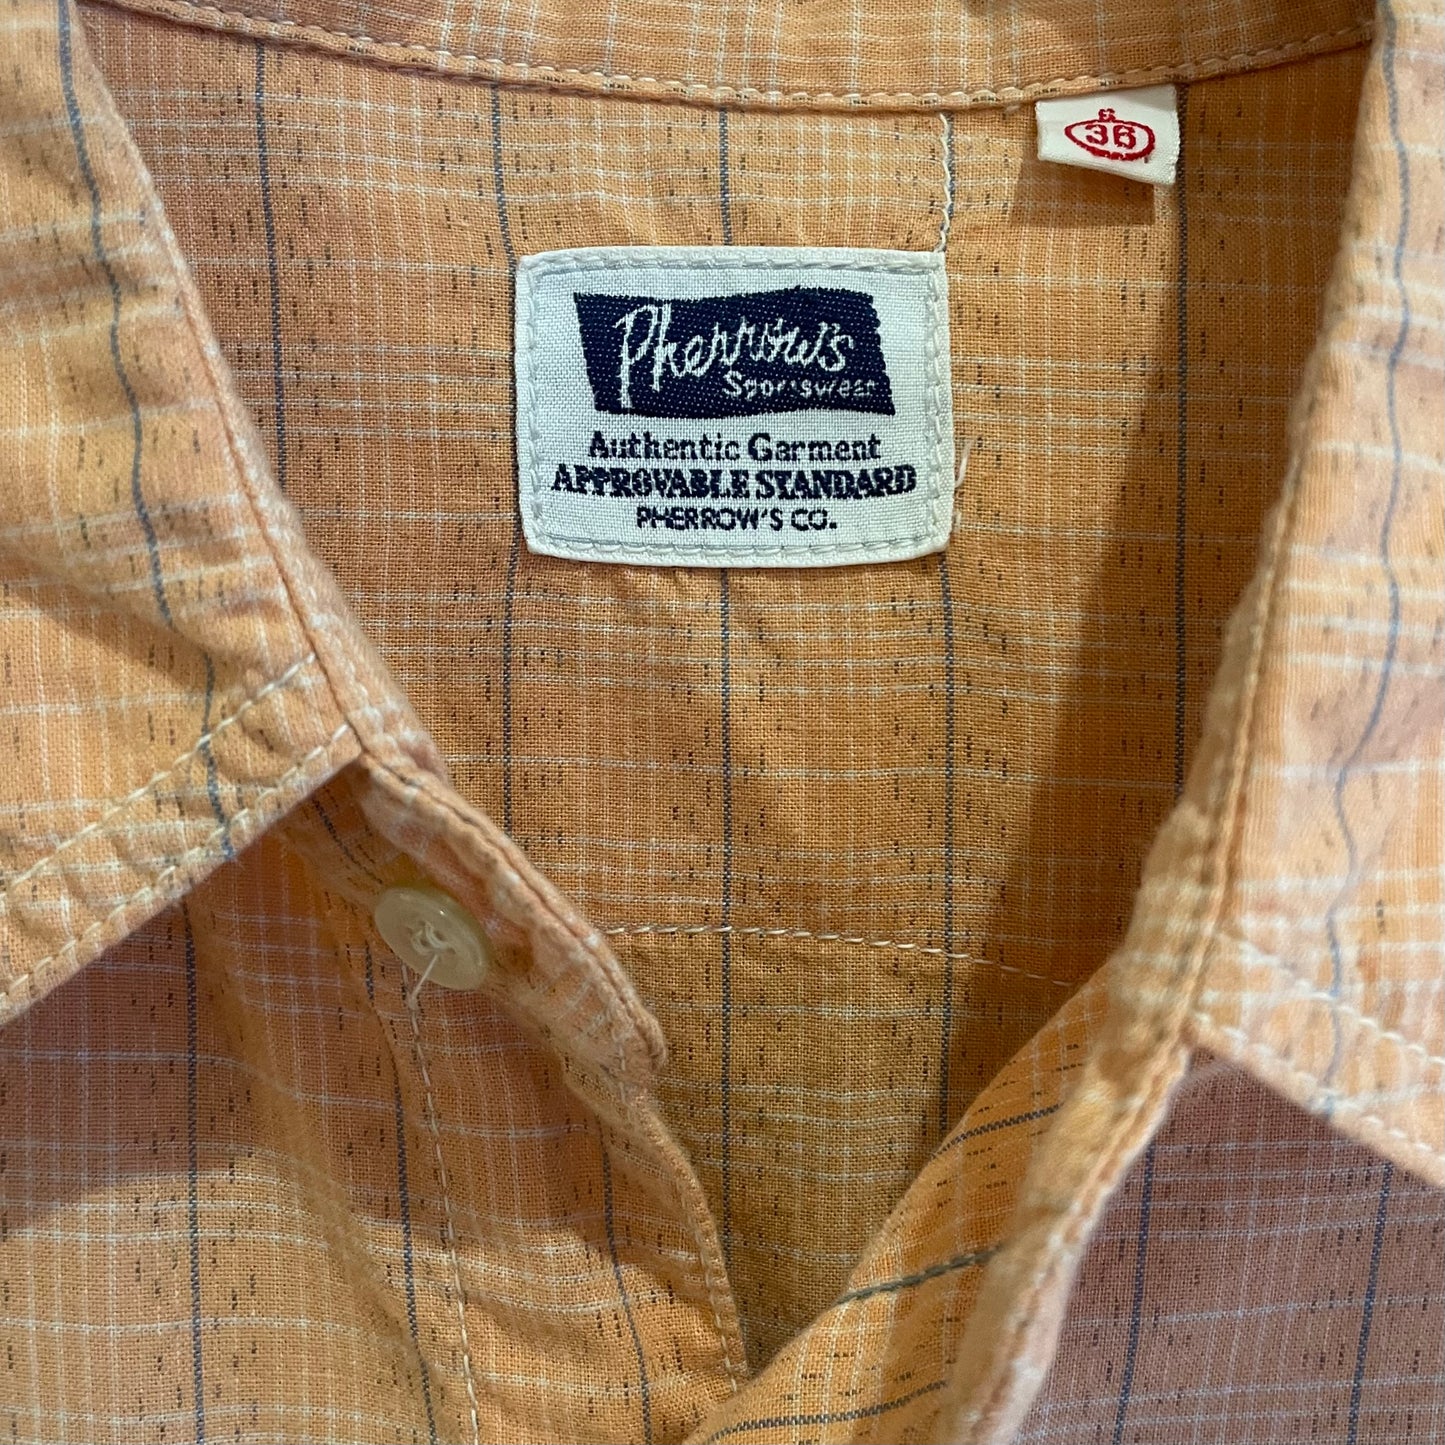 36
Pherrow's
Sportswear
Authentic Garment
APPROVABLE STANDARD
PHERROW'S CO.